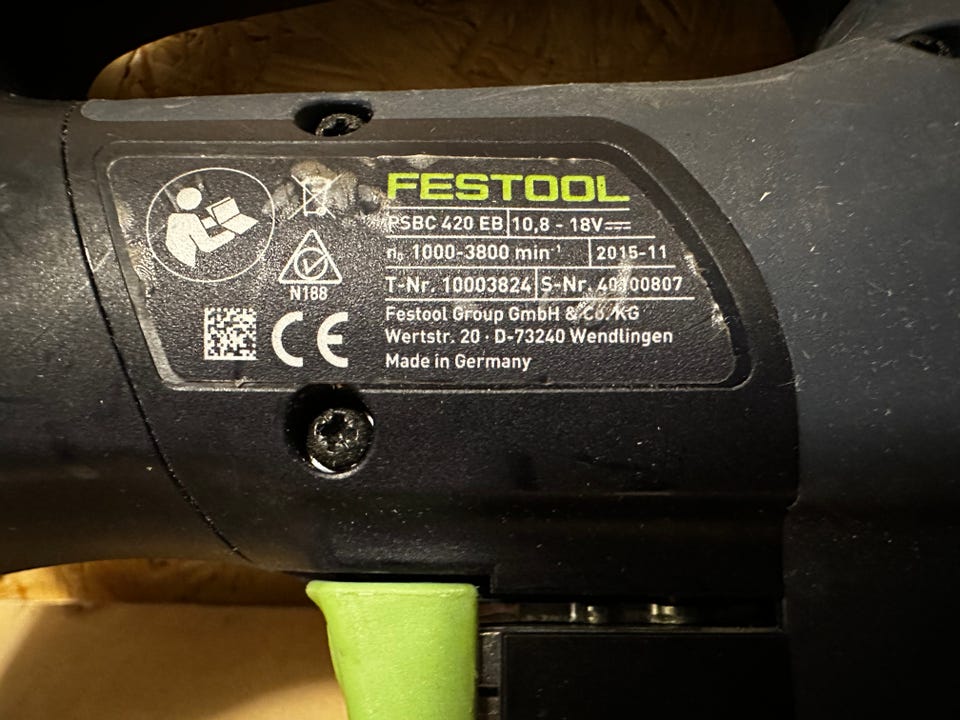 FESTOOL
PSBC 420 EB 10,8 - 18V
n₀ 1000-3800 min⁻¹ 2015-11
T-Nr. 10003824 S-Nr. 40100807
Festool Group GmbH & Co. KG
Wertstr. 20 · D-73240 Wendlingen
Made in Germany
N188
CE